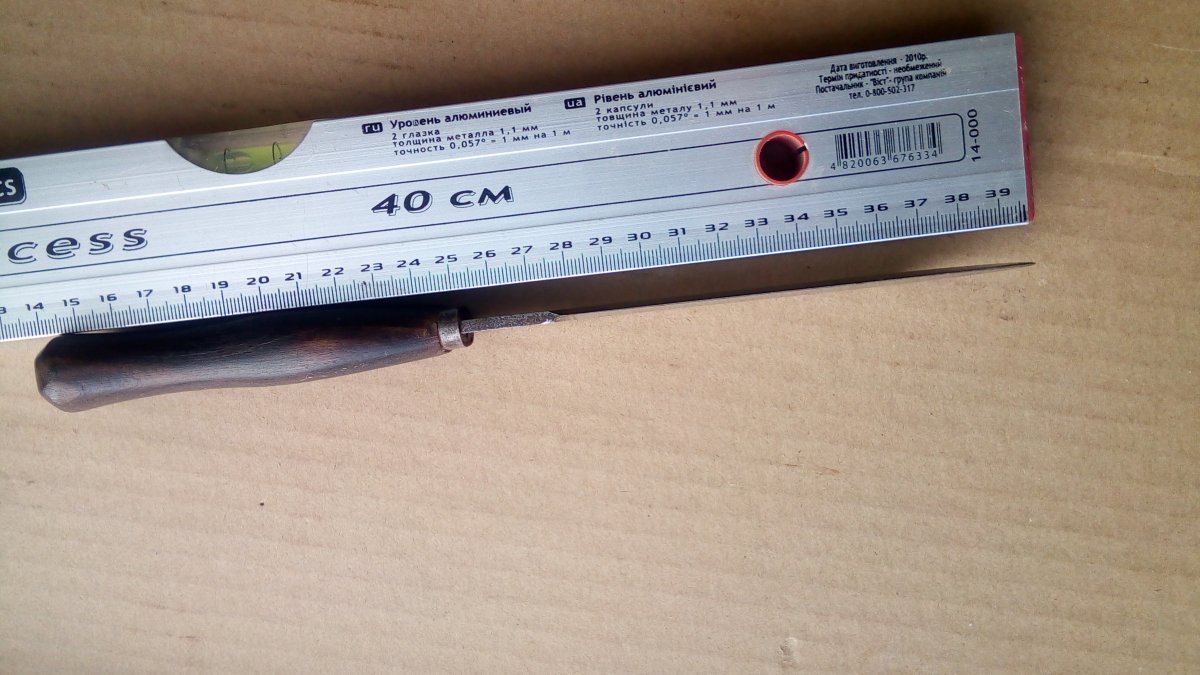 CS
cess
ru Уровень алюминиевый
2 глазка
толщина металла 1,1 мм
точность 0,057° = 1 мм на 1 м
ua Рівень алюмінієвий
2 капсули
товщина металу 1,1 мм
точність 0,057° = 1 мм на 1 м
Дата виготовлення - 2010р.
Термін придатності - необмежений
Постачальник - "Віст"- група компаній
тел. 0-800-502-317
4 820063 676334
14-000
40 см
14 15 16 17 18 19 20 21 22 23 24 25 26 27 28 29 30 31 32 33 34 35 36 37 38 39